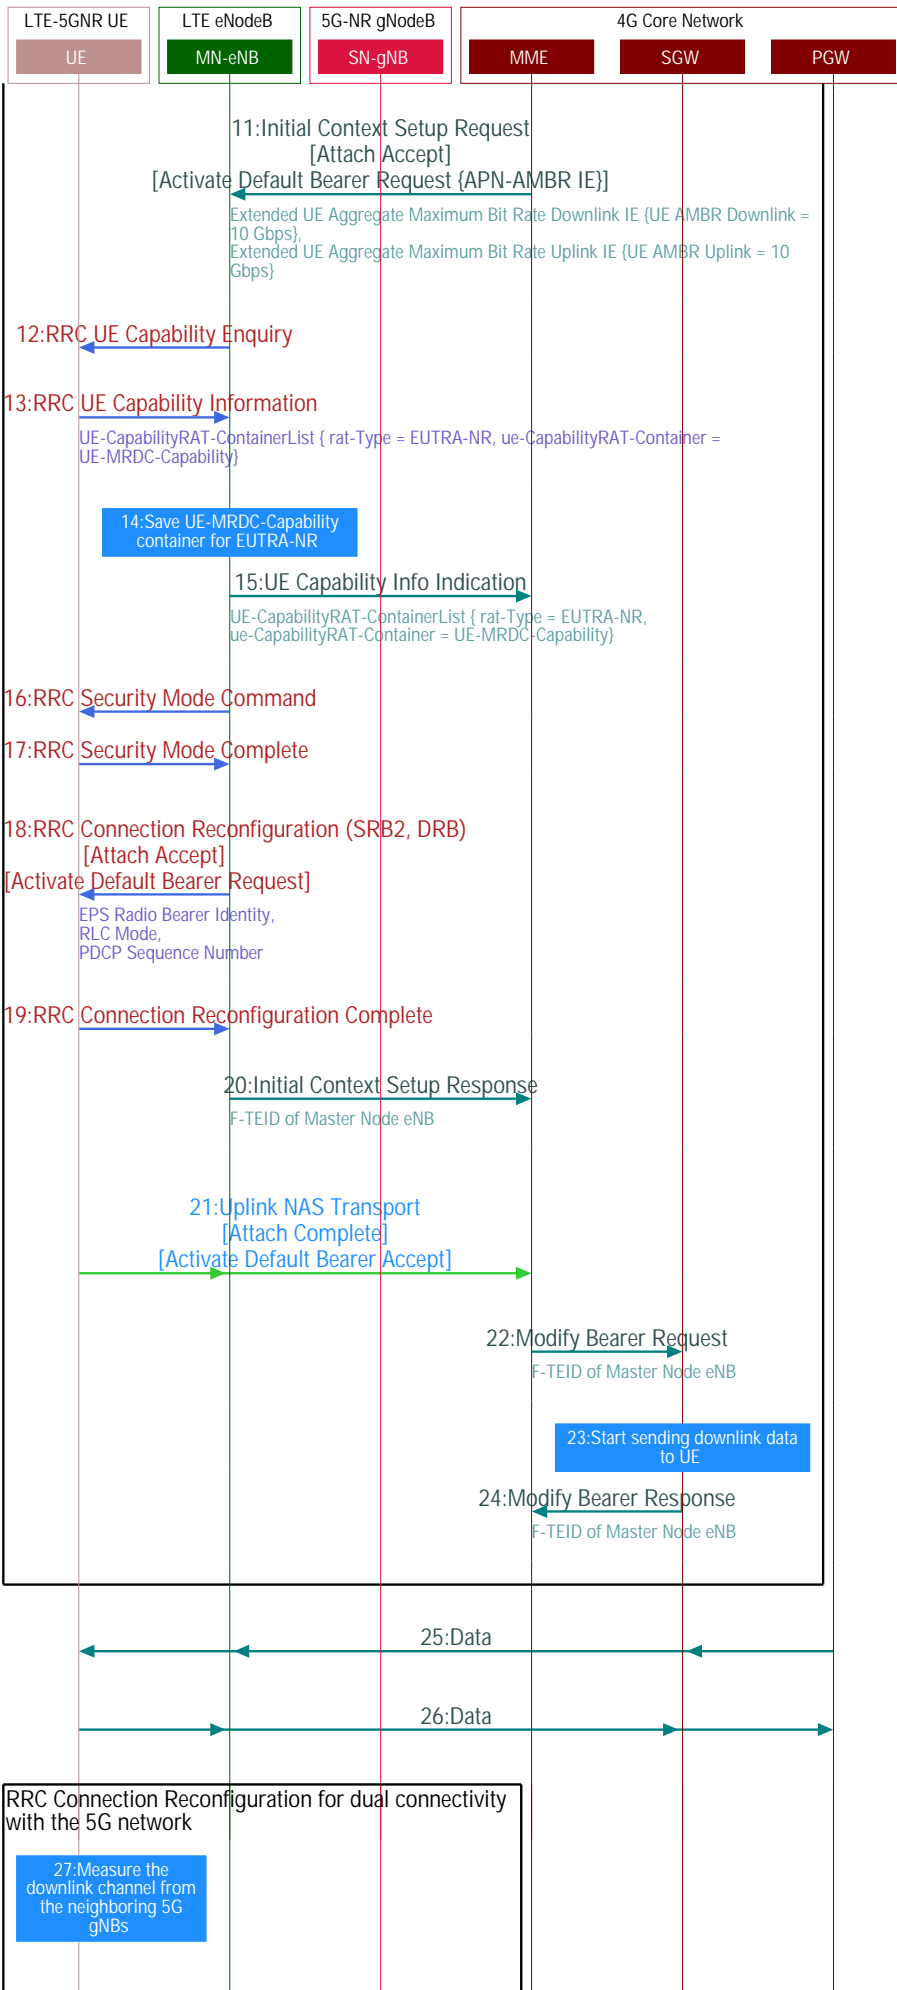 LTE-5GNR UE
LTE eNodeB
5G-NR gNodeB
4G Core Network
UE
MN-eNB
SN-gNB
MME
SGW
PGW
11:Initial Context Setup Request
[Attach Accept]
[Activate Default Bearer Request {APN-AMBR IE}]
Extended UE Aggregate Maximum Bit Rate Downlink IE {UE AMBR Downlink =
10 Gbps},
Extended UE Aggregate Maximum Bit Rate Uplink IE {UE AMBR Uplink = 10
Gbps}
12:RRC UE Capability Enquiry
13:RRC UE Capability Information
UE-CapabilityRAT-ContainerList { rat-Type = EUTRA-NR, ue-CapabilityRAT-Container =
UE-MRDC-Capability}
14:Save UE-MRDC-Capability
container for EUTRA-NR
15:UE Capability Info Indication
UE-CapabilityRAT-ContainerList { rat-Type = EUTRA-NR,
ue-CapabilityRAT-Container = UE-MRDC-Capability}
16:RRC Security Mode Command
17:RRC Security Mode Complete
18:RRC Connection Reconfiguration (SRB2, DRB)
[Attach Accept]
[Activate Default Bearer Request]
EPS Radio Bearer Identity,
RLC Mode,
PDCP Sequence Number
19:RRC Connection Reconfiguration Complete
20:Initial Context Setup Response
F-TEID of Master Node eNB
21:Uplink NAS Transport
[Attach Complete]
[Activate Default Bearer Accept]
22:Modify Bearer Request
F-TEID of Master Node eNB
23:Start sending downlink data
to UE
24:Modify Bearer Response
F-TEID of Master Node eNB
25:Data
26:Data
RRC Connection Reconfiguration for dual connectivity
with the 5G network
27:Measure the
downlink channel from
the neighboring 5G
gNBs